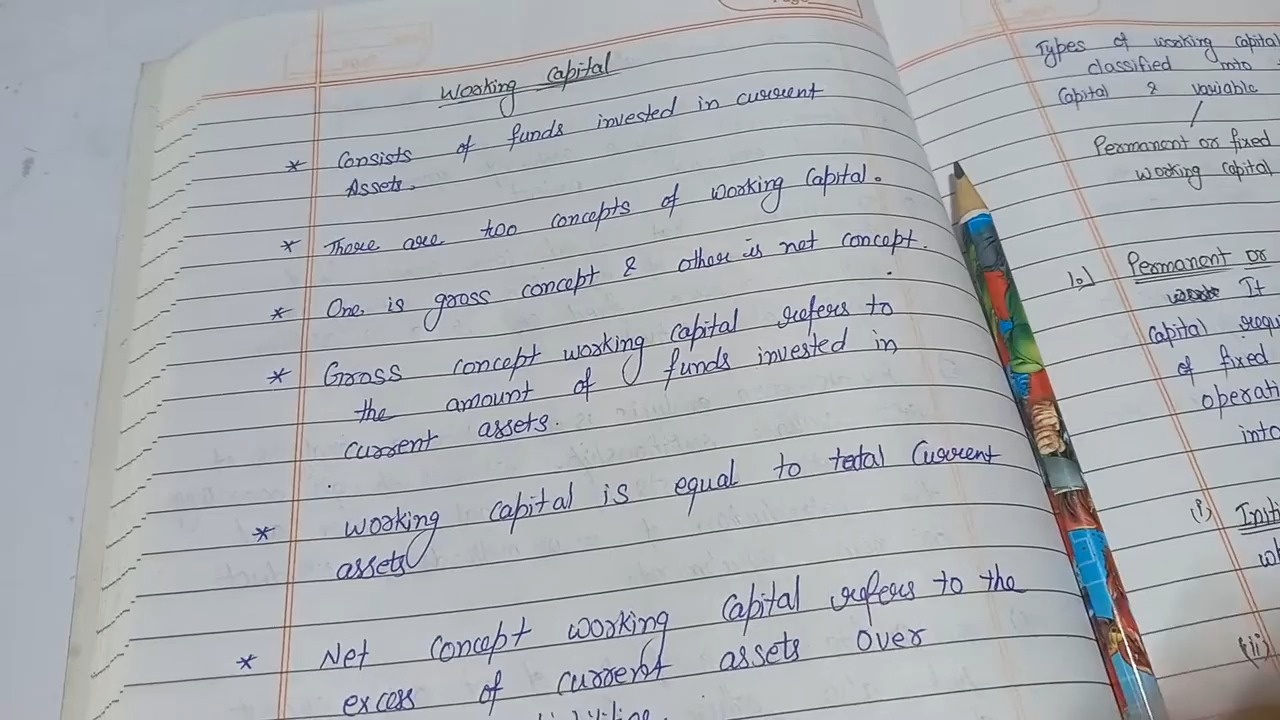 Working Capital
* Consists of funds invested in current
Assets.
* There are too concepts of working capital.
* One is gross concept & other is net concept.
* Gross concept working capital refers to
the amount of funds invested in
current assets.
* Working capital is equal to total current
assets
* Net concept working capital refers to the
excess of current assets over
Types of working capital
classified into
capital & variable
Permanent or fixed
working capital
1.) Permanent or
It
capital
of fixed
into
(i)
(ii)